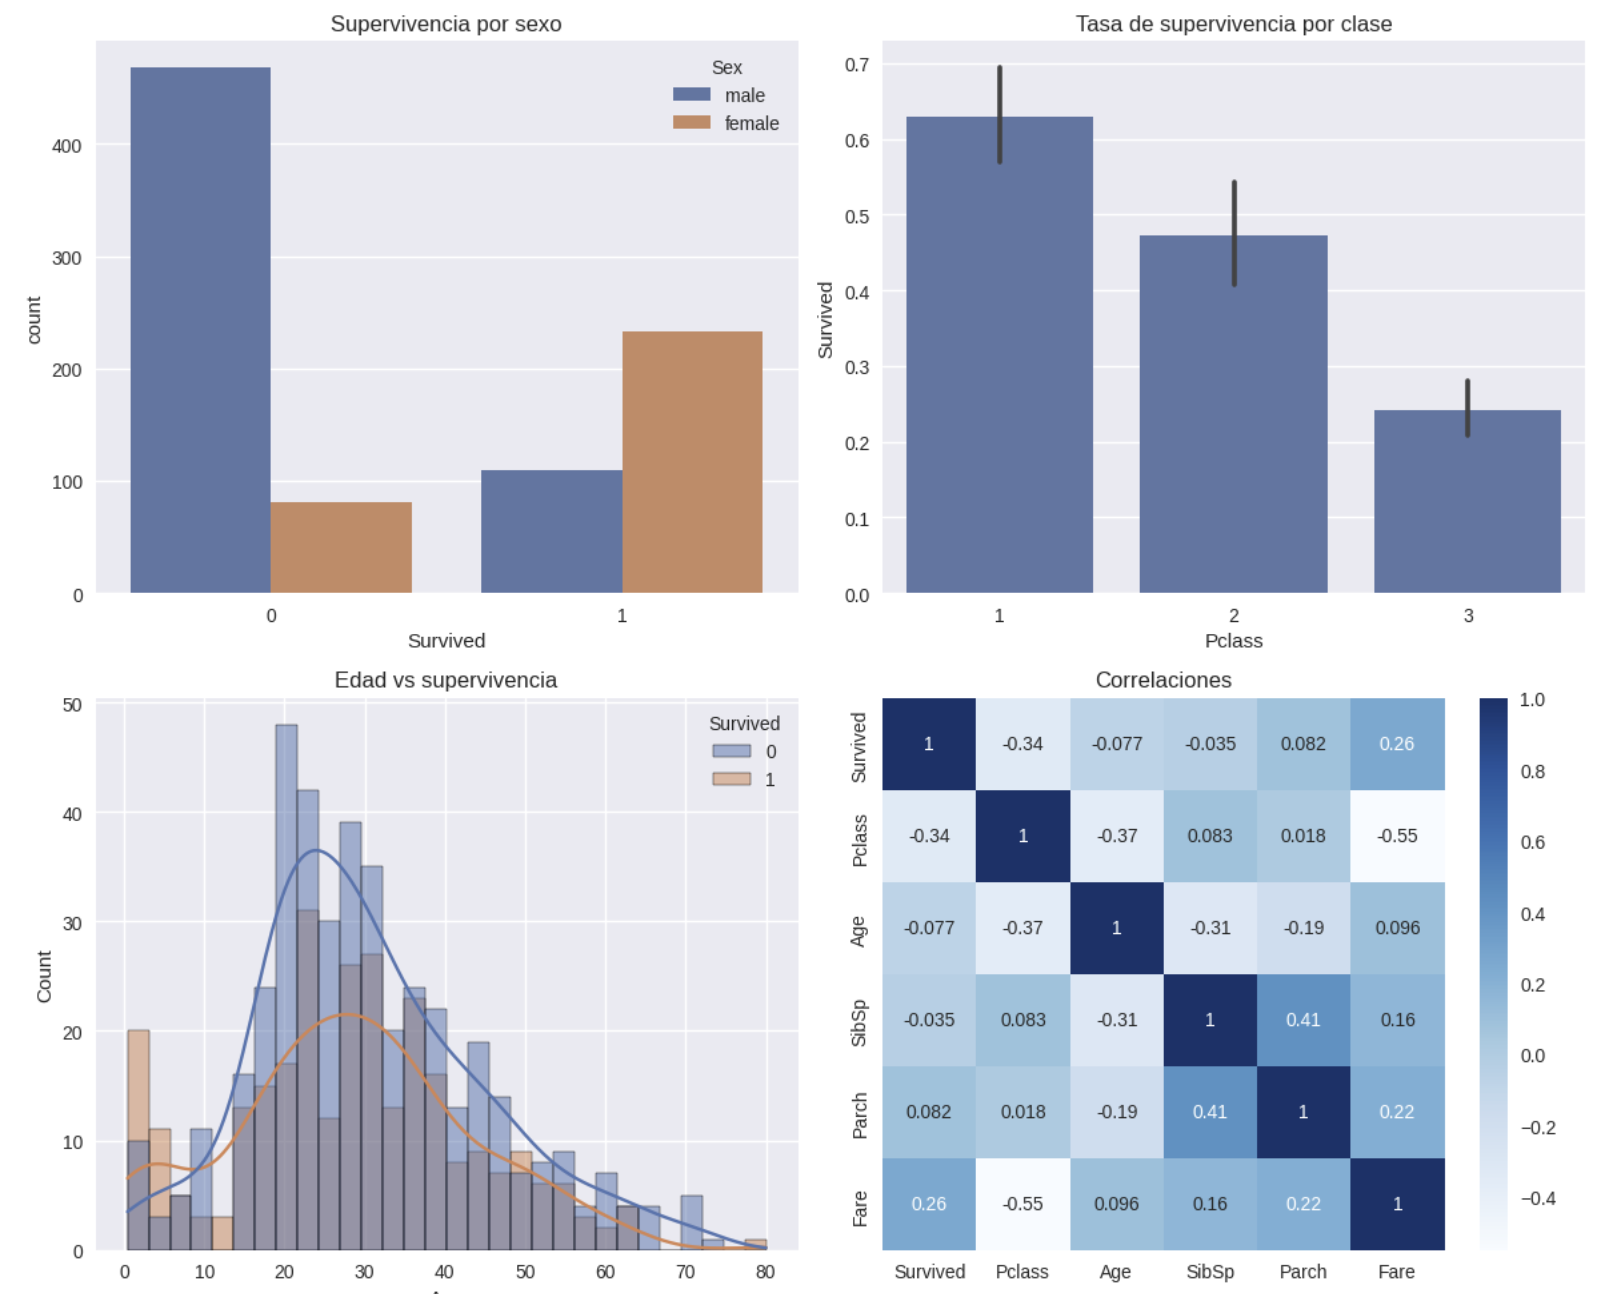 Supervivencia por sexo
Sex
male
female
400
300
200
100
0
count
0 1
Survived
Tasa de supervivencia por clase
0.7
0.6
0.5
0.4
0.3
0.2
0.1
0.0
Survived
1 2 3
Pclass
Edad vs supervivencia
Survived
0
1
50
40
30
20
10
0
Count
0 10 20 30 40 50 60 70 80
Correlaciones
Survived 1 -0.34 -0.077 -0.035 0.082 0.26
Pclass -0.34 1 -0.37 0.083 0.018 -0.55
Age -0.077 -0.37 1 -0.31 -0.19 0.096
SibSp -0.035 0.083 -0.31 1 0.41 0.16
Parch 0.082 0.018 -0.19 0.41 1 0.22
Fare 0.26 -0.55 0.096 0.16 0.22 1
Survived Pclass Age SibSp Parch Fare
1.0
0.8
0.6
0.4
0.2
0.0
−0.2
−0.4